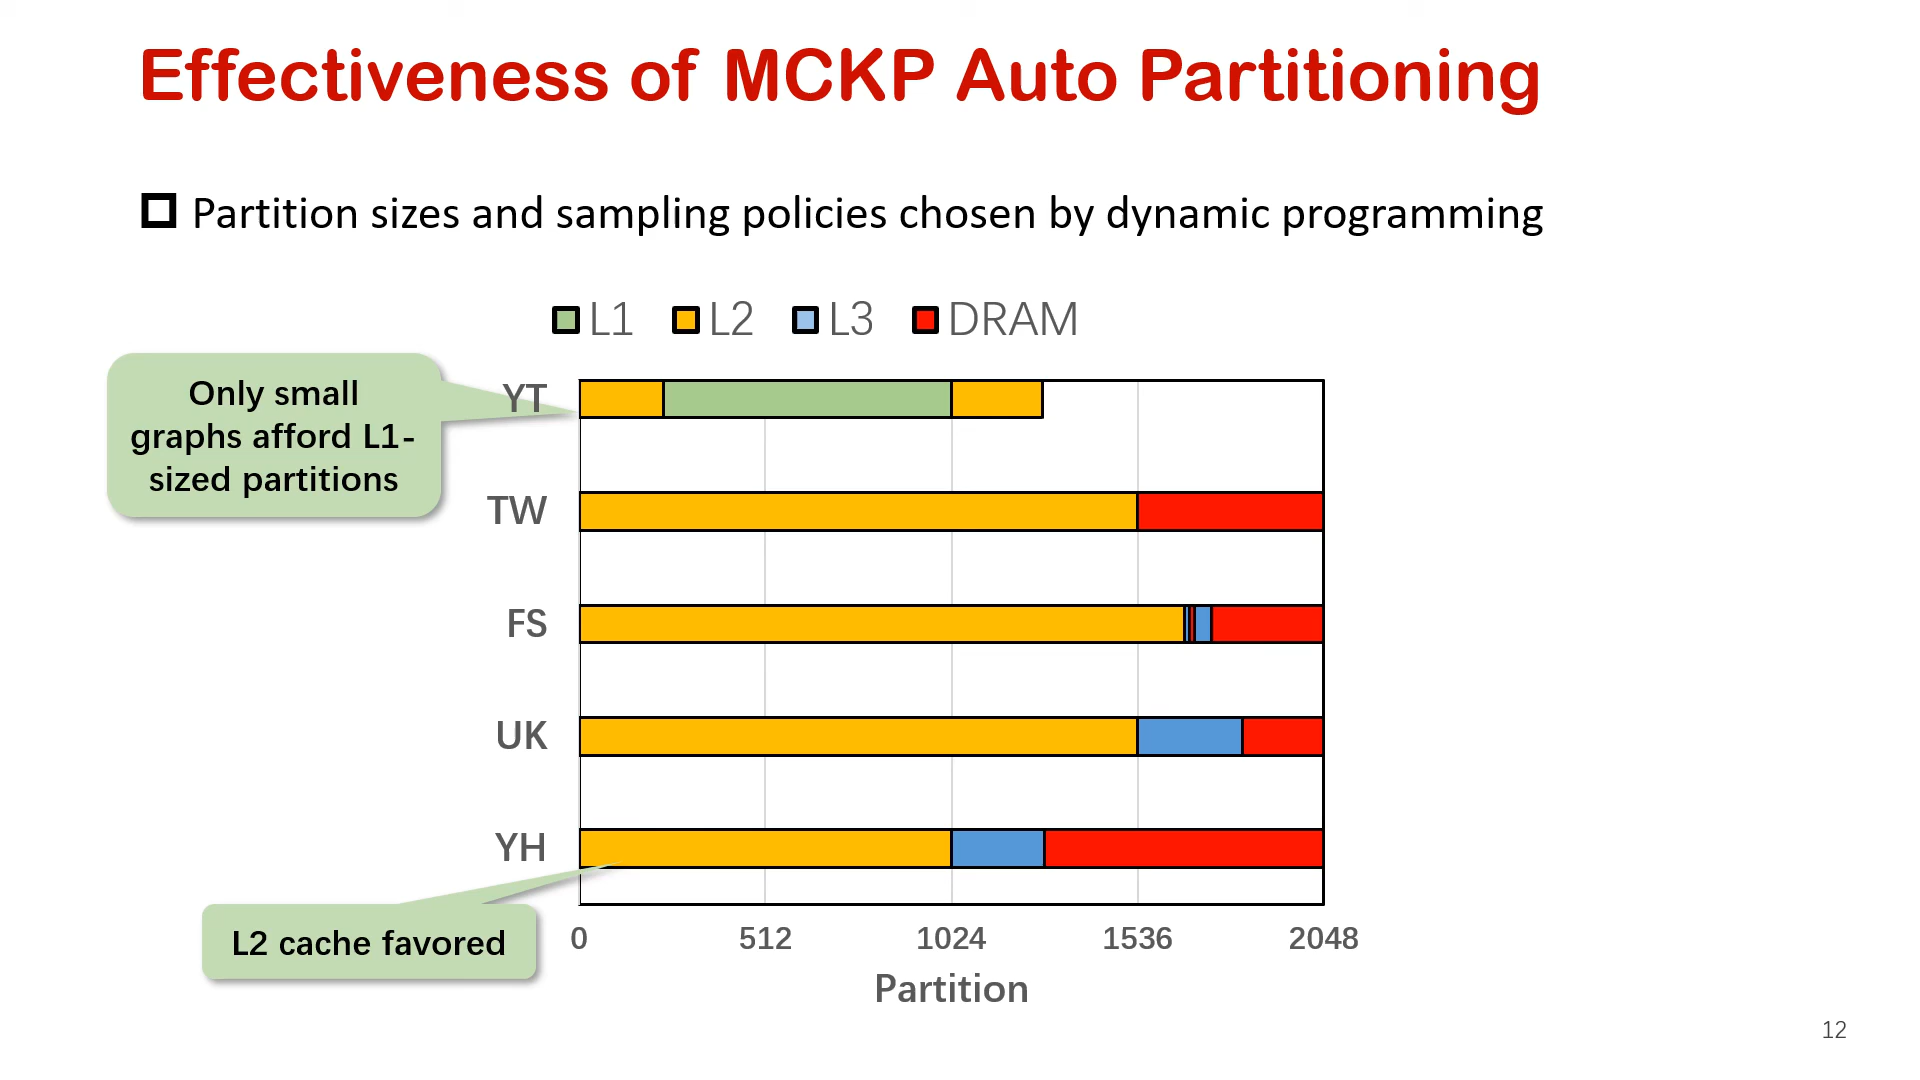 Effectiveness of MCKP Auto Partitioning
Partition sizes and sampling policies chosen by dynamic programming
L1 L2 L3 DRAM
Only small
graphs afford L1-
sized partitions
YT
TW
FS
UK
YH
L2 cache favored
0 512 1024 1536 2048
Partition
12